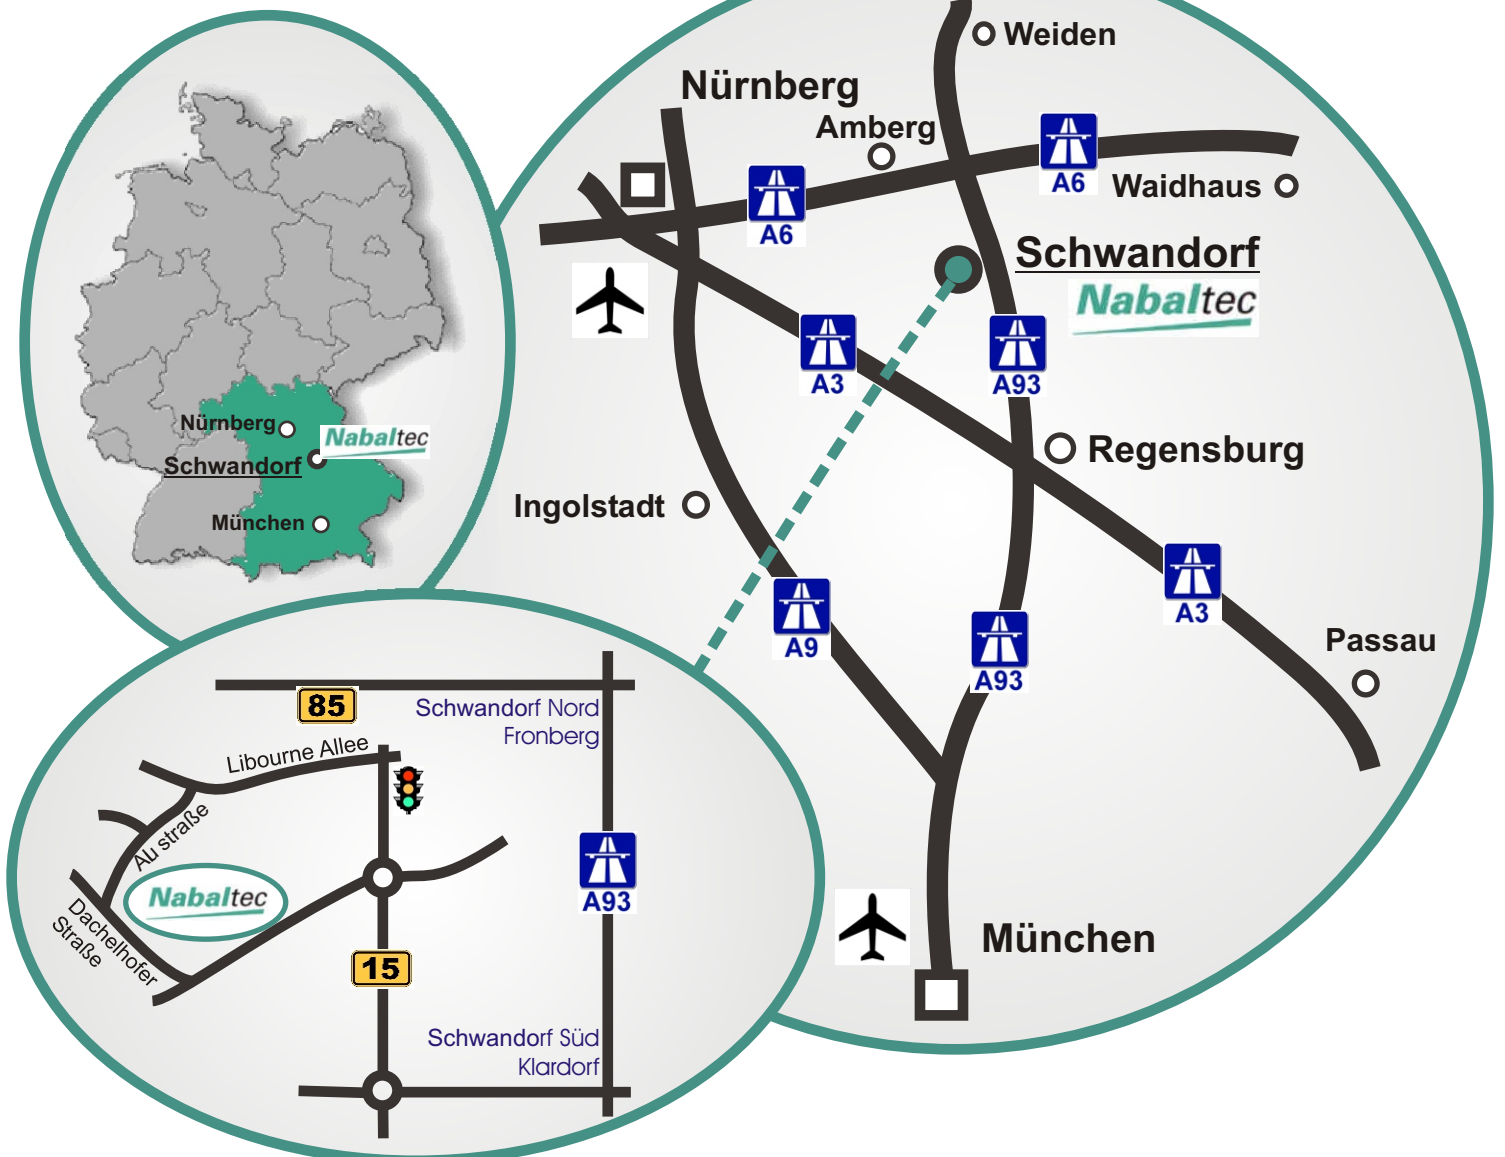 Nürnberg
Nabaltec
Schwandorf
München
Weiden
Nürnberg
Amberg
A6
A6
Waidhaus
Schwandorf
Nabaltec
A3
A93
Regensburg
Ingolstadt
A3
A9
A93
Passau
München
85
Schwandorf Nord
Fronberg
Libourne Allee
Au straße
A93
Nabaltec
Dachelhofer
Straße
15
Schwandorf Süd
Klardorf